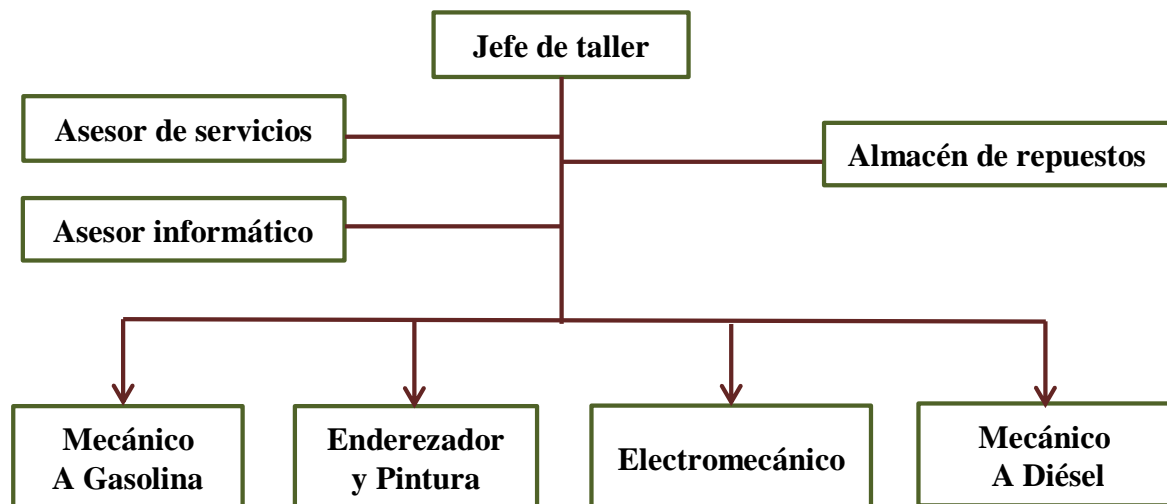 Jefe de taller
Asesor de servicios
Almacén de repuestos
Asesor informático
Mecánico
A Gasolina
Enderezador
y Pintura
Electromecánico
Mecánico
A Diésel